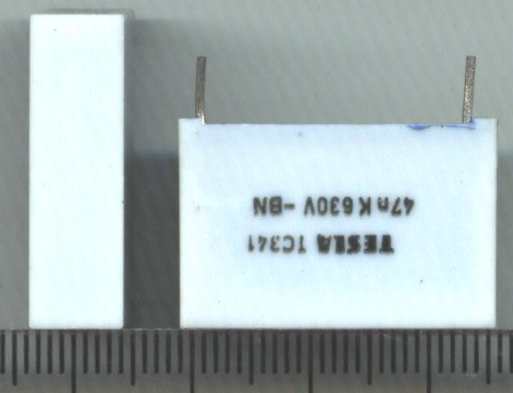 TESLA TC341
47n K 630V -BN